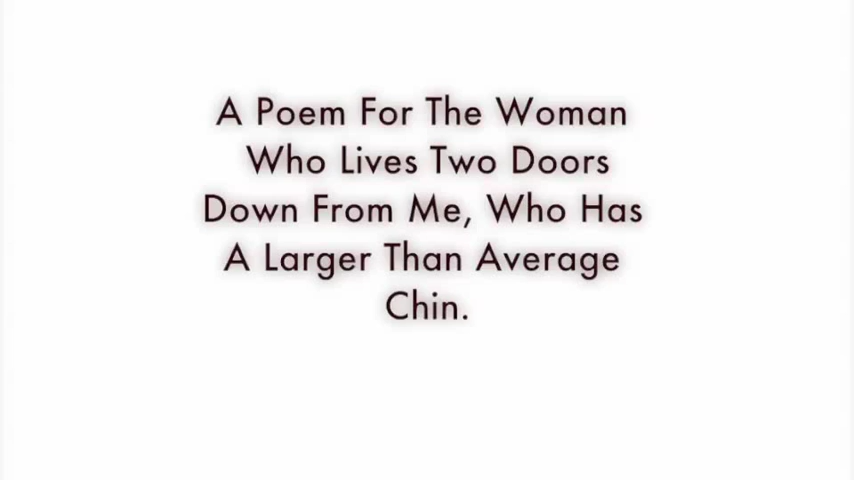 A Poem For The Woman
Who Lives Two Doors
Down From Me, Who Has
A Larger Than Average
Chin.